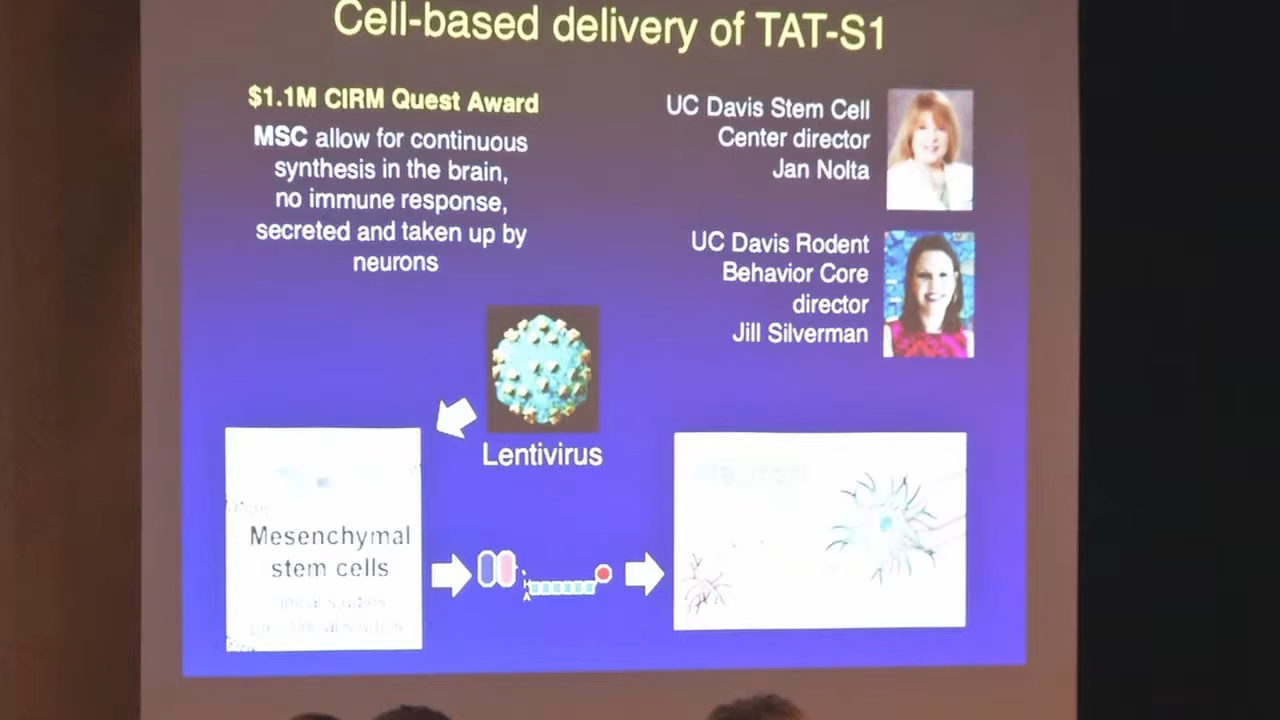 Cell-based delivery of TAT-S1
$1.1M CIRM Quest Award
MSC allow for continuous
synthesis in the brain,
no immune response,
secreted and taken up by
neurons
UC Davis Stem Cell
Center director
Jan Nolta
UC Davis Rodent
Behavior Core
director
Jill Silverman
Lentivirus
Mesenchymal
stem cells
H
A